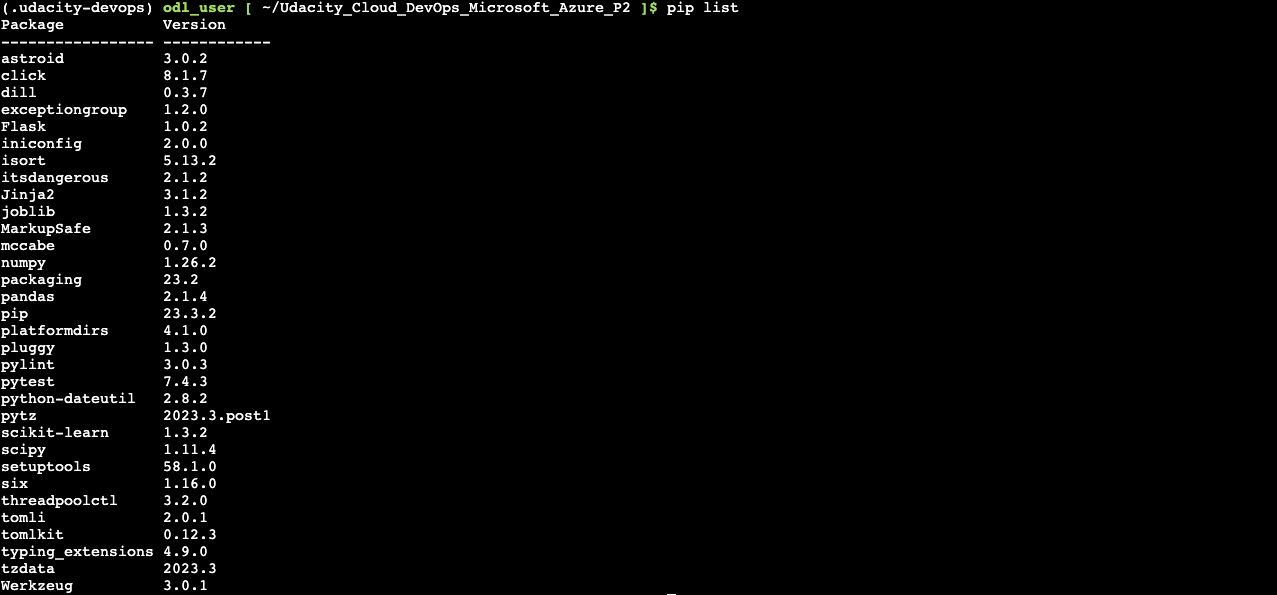 (.udacity-devops) odl_user [ ~/Udacity_Cloud_DevOps_Microsoft_Azure_P2 ]$ pip list
Package           Version
----------------- ------------
astroid           3.0.2
click             8.1.7
dill              0.3.7
exceptiongroup    1.2.0
Flask             1.0.2
iniconfig         2.0.0
isort             5.13.2
itsdangerous      2.1.2
Jinja2            3.1.2
joblib            1.3.2
MarkupSafe        2.1.3
mccabe            0.7.0
numpy             1.26.2
packaging         23.2
pandas            2.1.4
pip               23.3.2
platformdirs      4.1.0
pluggy            1.3.0
pylint            3.0.3
pytest            7.4.3
python-dateutil   2.8.2
pytz              2023.3.post1
scikit-learn      1.3.2
scipy             1.11.4
setuptools        58.1.0
six               1.16.0
threadpoolctl     3.2.0
tomli             2.0.1
tomlkit           0.12.3
typing_extensions 4.9.0
tzdata            2023.3
Werkzeug          3.0.1